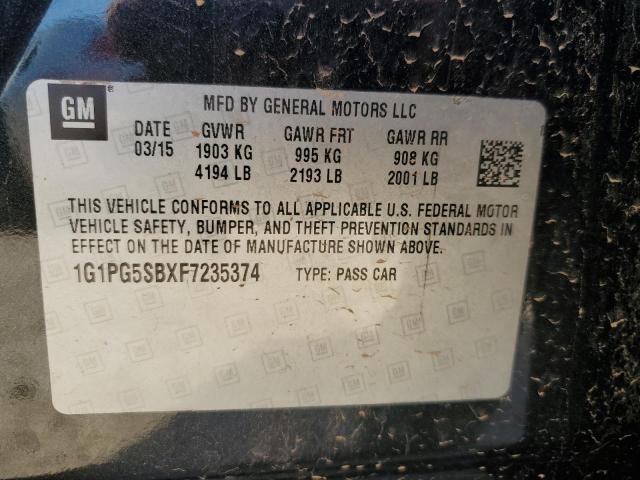 GM
MFD BY GENERAL MOTORS LLC
DATE GVWR GAWR FRT GAWR RR
03/15 1903 KG 995 KG 908 KG
4194 LB 2193 LB 2001 LB
THIS VEHICLE CONFORMS TO ALL APPLICABLE U.S. FEDERAL MOTOR
VEHICLE SAFETY, BUMPER, AND THEFT PREVENTION STANDARDS IN
EFFECT ON THE DATE OF MANUFACTURE SHOWN ABOVE.
1G1PG5SBXF7235374 TYPE: PASS CAR